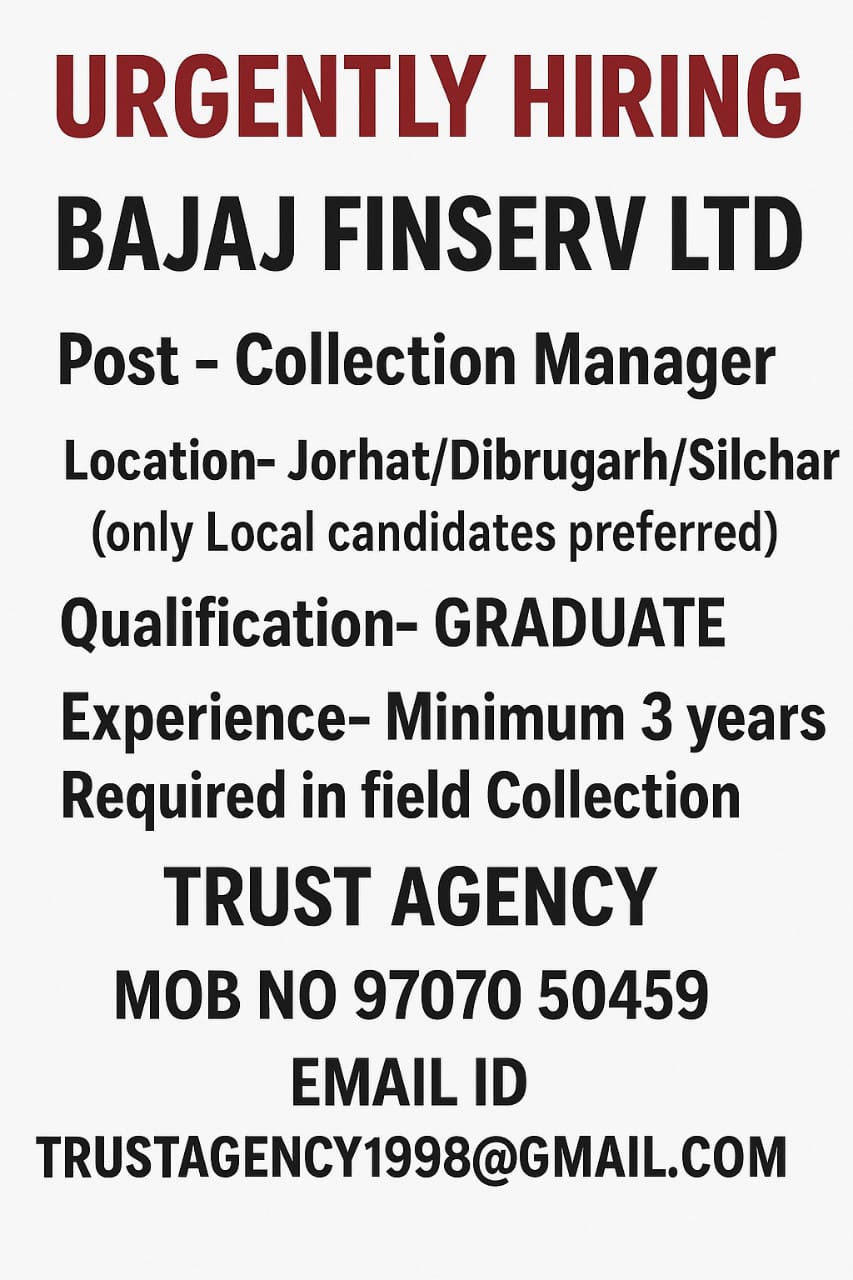 URGENTLY HIRING
BAJAJ FINSERV LTD
Post - Collection Manager
Location- Jorhat/Dibrugarh/Silchar
(only Local candidates preferred)
Qualification- GRADUATE
Experience- Minimum 3 years
Required in field Collection
TRUST AGENCY
MOB NO 97070 50459
EMAIL ID
TRUSTAGENCY1998@GMAIL.COM